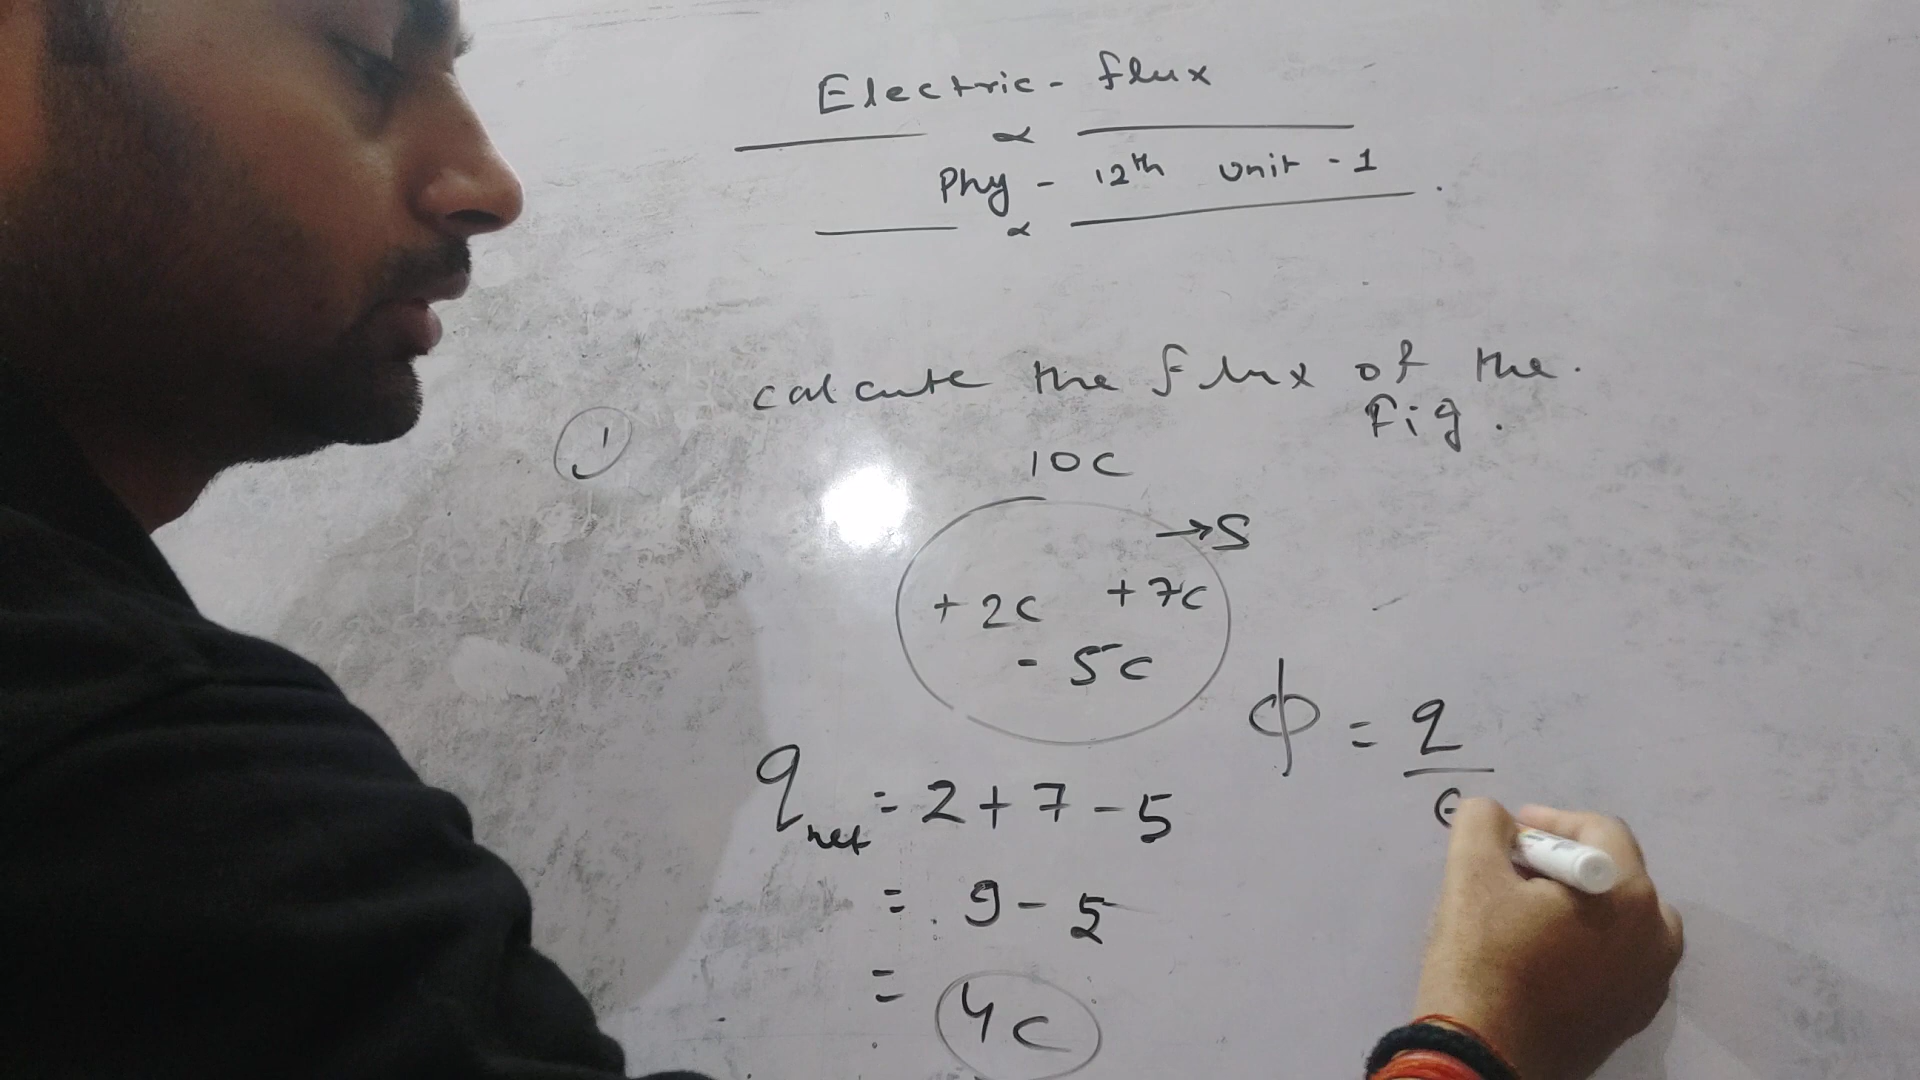 Electric - flux
Phy - 12th unit - 1
calcute the flux of the.
Fig.
1
10C
→S
+ 2C + 7C
- 5C
ϕ = q
ϵ
qnet = 2 + 7 - 5
= 9 - 5
= 4C